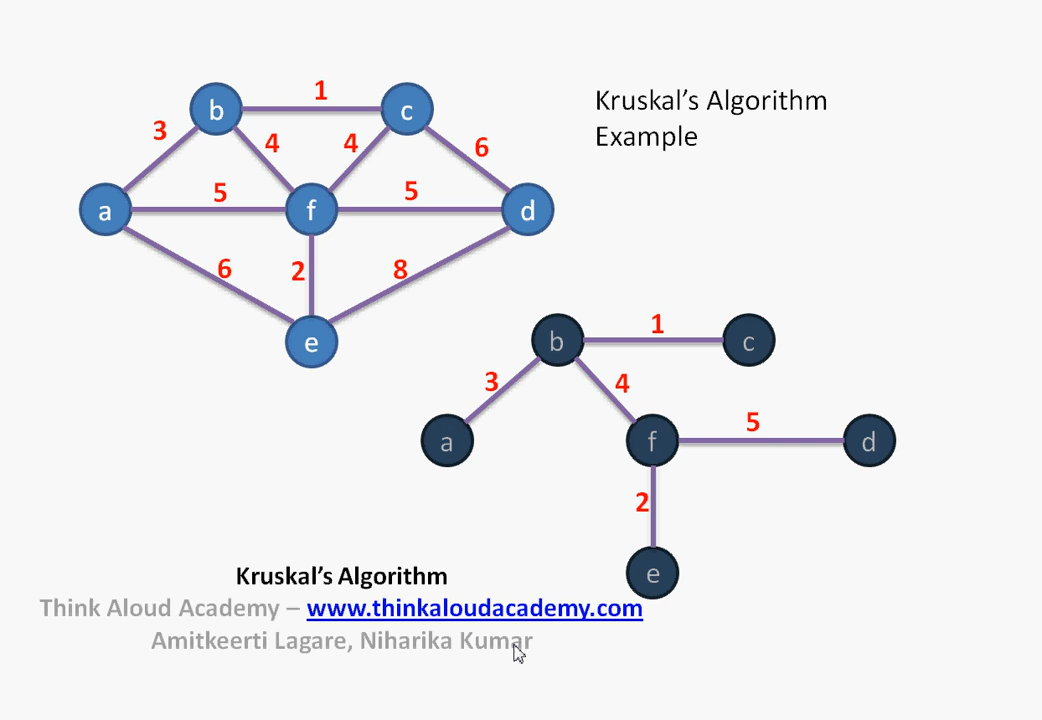 1
b
c
Kruskal's Algorithm
Example
3
4
4
6
5
5
a
f
d
6
2
8
e
1
b
c
3
4
5
a
f
d
2
e
Kruskal's Algorithm
Think Aloud Academy – www.thinkaloudacademy.com
Amitkeerti Lagare, Niharika Kumar